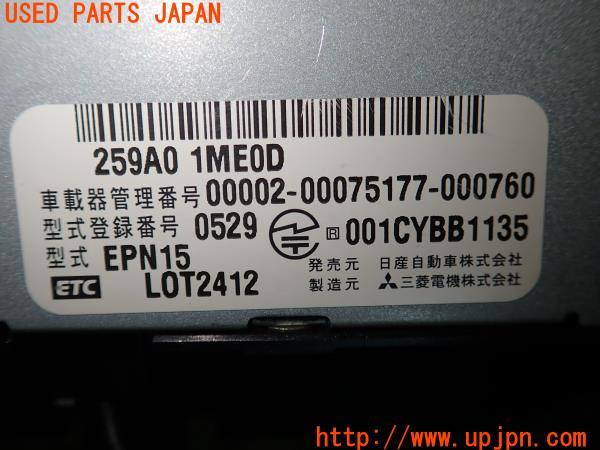 USED PARTS JAPAN
259A0 1ME0D
車載器管理番号 00002-00075177-000760
型式登録番号 0529 R 001CYBB1135
型式 EPN15 発売元 日産自動車株式会社
ETC LOT2412 製造元 三菱電機株式会社
UPJ
http://www.upjpn.com